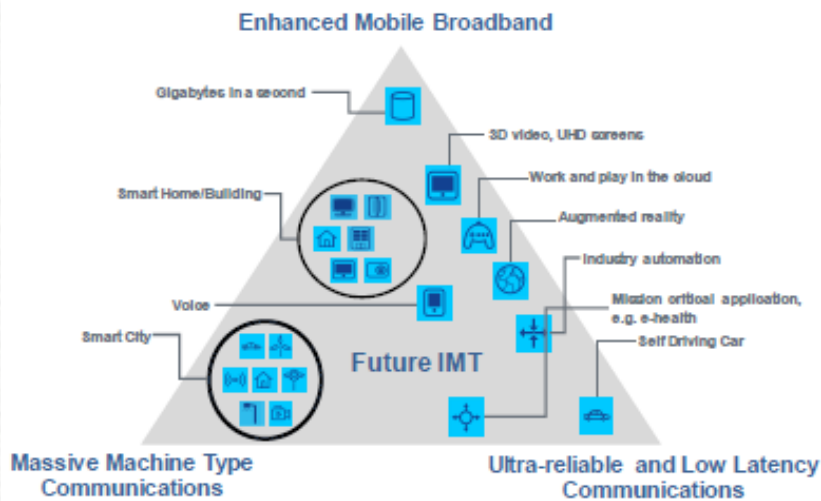 Enhanced Mobile Broadband
Gigabytes in a second
3D video, UHD screens
Smart Home/Building
Work and play in the cloud
Augmented reality
Industry automation
Voice
Mission critical application,
e.g. e-health
Smart City
Self Driving Car
Future IMT
Massive Machine Type
Communications
Ultra-reliable and Low Latency
Communications